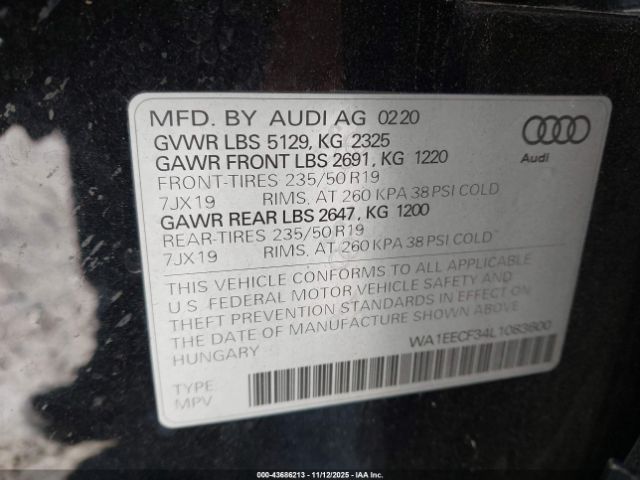 MFD. BY AUDI AG 0220
GVWR LBS 5129, KG 2325
GAWR FRONT LBS 2691, KG 1220
FRONT-TIRES 235/50 R19
7JX19 RIMS, AT 260 KPA 38 PSI COLD
GAWR REAR LBS 2647, KG 1200
REAR-TIRES 235/50 R19
7JX19 RIMS, AT 260 KPA 38 PSI COLD
Audi
THIS VEHICLE CONFORMS TO ALL APPLICABLE
U.S. FEDERAL MOTOR VEHICLE SAFETY AND
THEFT PREVENTION STANDARDS IN EFFECT ON
THE DATE OF MANUFACTURE SHOWN ABOVE
HUNGARY
WA1EECF34L1083800
TYPE
MPV
000-43686213 - 11/12/2025 - IAA Inc.